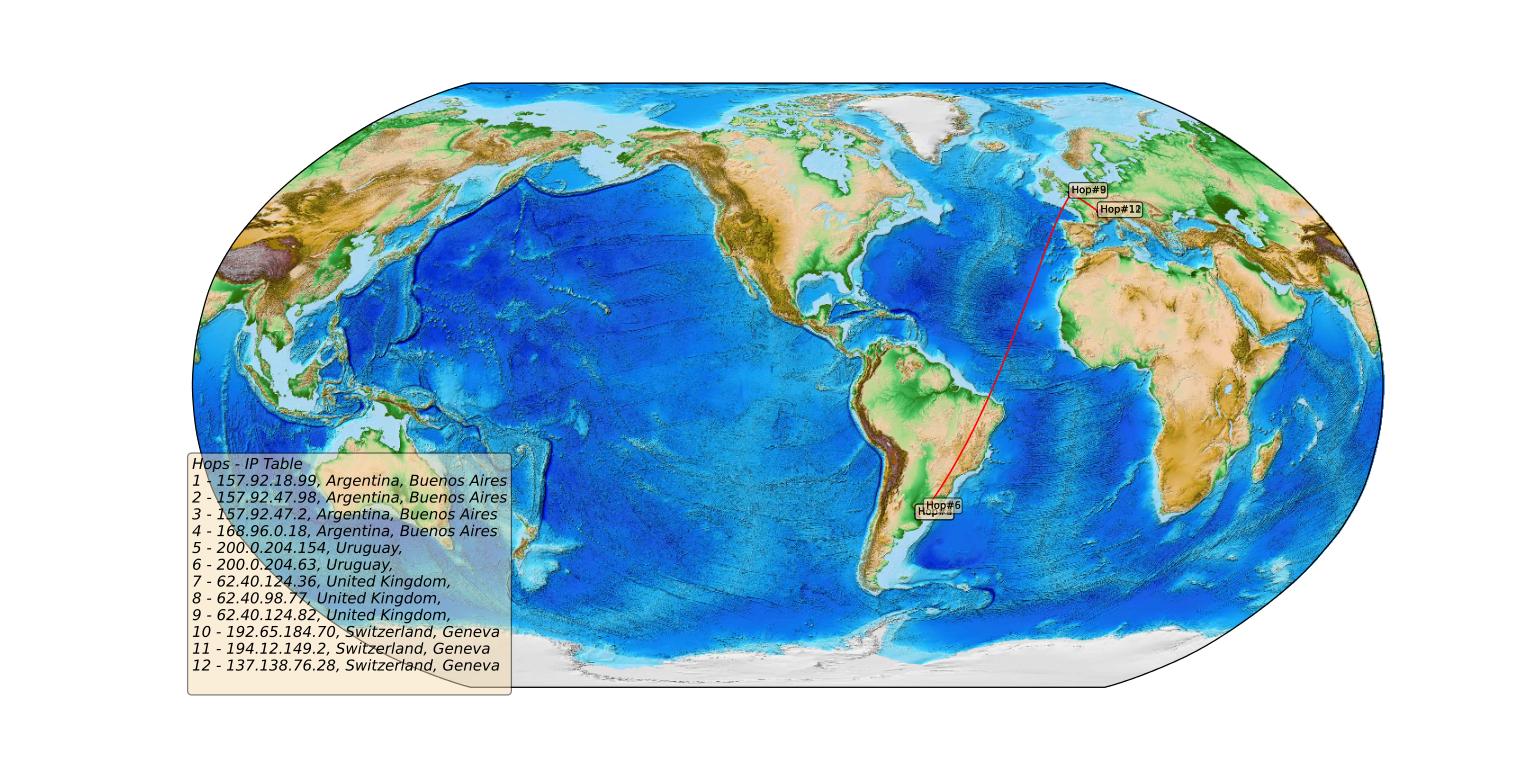 Hop#9
Hop#12
Hop#6
Hops - IP Table
1 - 157.92.18.99, Argentina, Buenos Aires
2 - 157.92.47.98, Argentina, Buenos Aires
3 - 157.92.47.2, Argentina, Buenos Aires
4 - 168.96.0.18, Argentina, Buenos Aires
5 - 200.0.204.154, Uruguay,
6 - 200.0.204.63, Uruguay,
7 - 62.40.124.36, United Kingdom,
8 - 62.40.98.77, United Kingdom,
9 - 62.40.124.82, United Kingdom,
10 - 192.65.184.70, Switzerland, Geneva
11 - 194.12.149.2, Switzerland, Geneva
12 - 137.138.76.28, Switzerland, Geneva